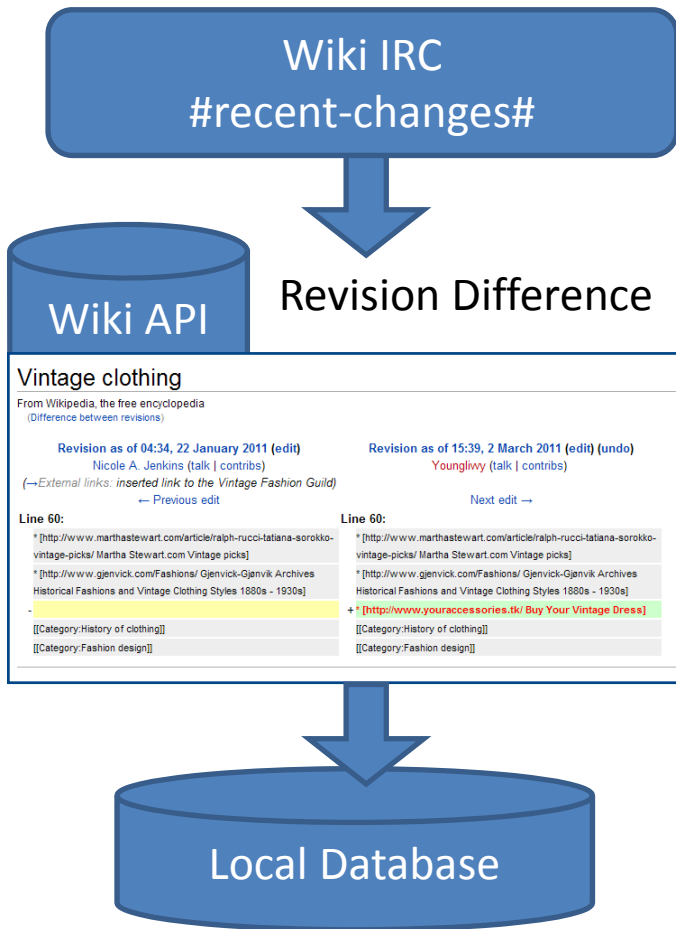 Wiki IRC
#recent-changes#
Revision Difference
Wiki API
Vintage clothing
From Wikipedia, the free encyclopedia
(Difference between revisions)
Revision as of 04:34, 22 January 2011 (edit)
Nicole A. Jenkins (talk | contribs)
(→External links: inserted link to the Vintage Fashion Guild)
← Previous edit
Revision as of 15:39, 2 March 2011 (edit) (undo)
Younglivvy (talk | contribs)
Next edit →
Line 60:
* [http://www.marthastewart.com/article/ralph-rucci-tatiana-sorokko-
vintage-picks/ Martha Stewart.com Vintage picks]
* [http://www.gjenvick.com/Fashions/ Gjenvick-Gjønvik Archives
Historical Fashions and Vintage Clothing Styles 1880s - 1930s]
-
[[Category:History of clothing]]
[[Category:Fashion design]]
Line 60:
* [http://www.marthastewart.com/article/ralph-rucci-tatiana-sorokko-
vintage-picks/ Martha Stewart.com Vintage picks]
* [http://www.gjenvick.com/Fashions/ Gjenvick-Gjønvik Archives
Historical Fashions and Vintage Clothing Styles 1880s - 1930s]
+ * [http://www.youraccessories.tk/ Buy Your Vintage Dress]
[[Category:History of clothing]]
[[Category:Fashion design]]
Local Database